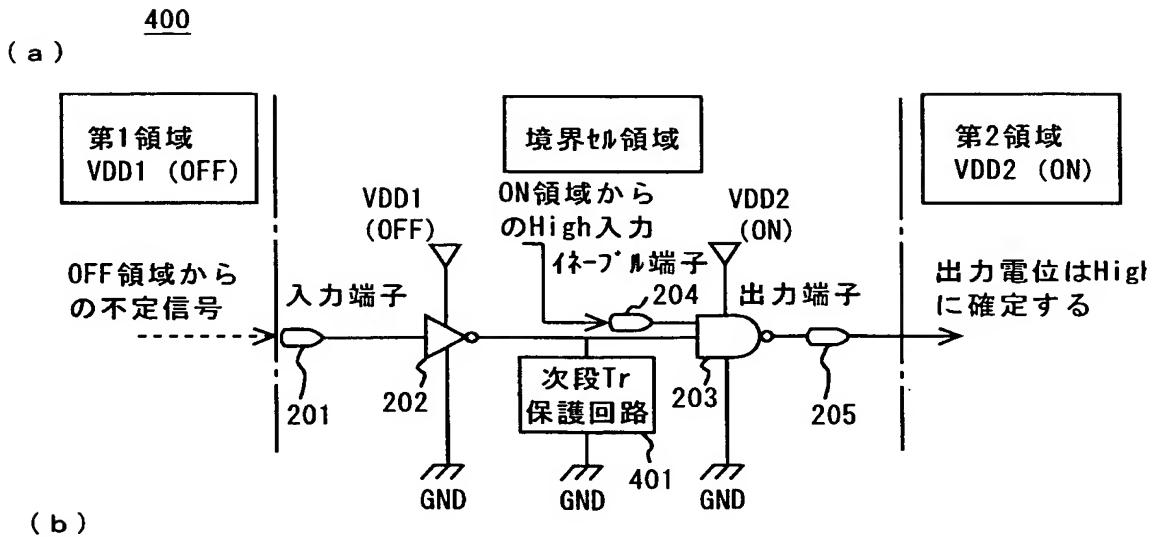 400
(a)
第1領域
VDD1 (OFF)
境界ｾﾙ領域
第2領域
VDD2 (ON)
ON領域から
のHigh入力
VDD1
(OFF)
VDD2
(ON)
ｲﾈｰﾌﾞﾙ端子
OFF領域から
の不定信号
入力端子
204
出力端子
出力電位はHigh
に確定する
201
202
次段Tr
保護回路
203
205
401
GND
GND
GND
(b)